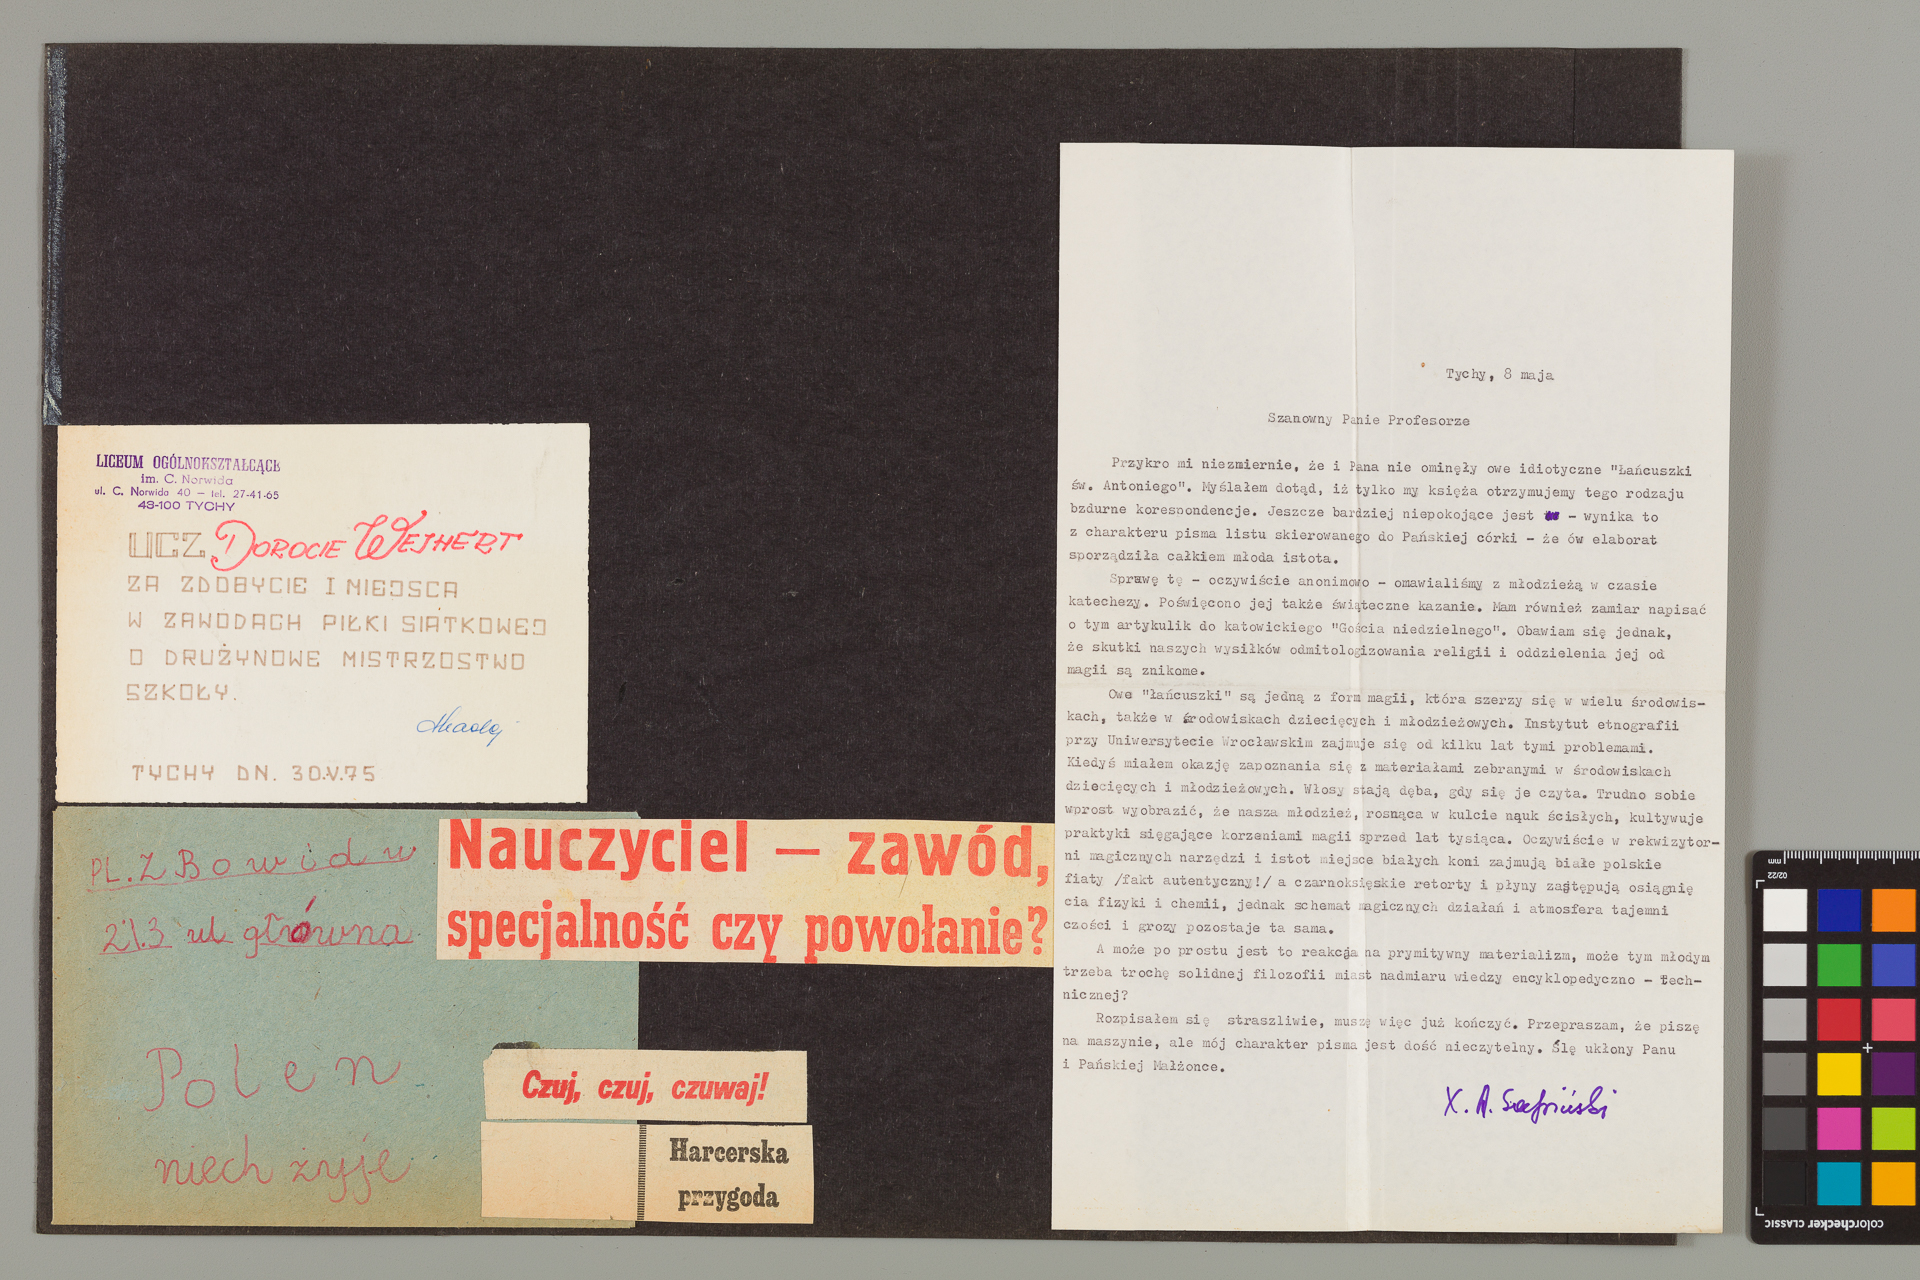 LICEUM OGÓLNOKSZTAŁCĄCE
im. C. Norwida
ul. C. Norwida 40 — tel. 27-41-65
43-100 TYCHY
UCZ DOROCIE WEJHERT
ZA ZDOBYCIE I MIEJSCA
W ZAWODACH PIŁKI SIATKOWEJ
O DRUŻYNOWE MISTRZOSTWO
SZKOŁY.
TYCHY DN. 30.V.75
PL. Z Bowidu
21.3 ul główna
Polen
niech żyje
Nauczyciel — zawód,
specjalność czy powołanie?
Czuj, czuj, czuwaj!
Harcerska
przygoda
Tychy, 8 maja
Szanowny Panie Profesorze
Przykro mi niezmiernie, że i Pana nie ominęły owe idiotyczne "Łańcuszki
św. Antoniego". Myślałem dotąd, iż tylko my księża otrzymujemy tego rodzaju
bzdurne korespondencje. Jeszcze bardziej niepokojące jest - wynika to
z charakteru pisma listu skierowanego do Pańskiej córki - że ów elaborat
sporządziła całkiem młoda istota.
Sprawę tę - oczywiście anonimowo - omawialiśmy z młodzieżą w czasie
katechezy. Poświęcono jej także świąteczne kazanie. Mam również zamiar napisać
o tym artykulik do katowickiego "Gościa niedzielnego". Obawiam się jednak,
że skutki naszych wysiłków odmitologizowania religii i oddzielenia jej od
magii są znikome.
Owe "łańcuszki" są jedną z form magii, która szerzy się w wielu środowis-
kach, także w środowiskach dziecięcych i młodzieżowych. Instytut etnografii
przy Uniwersytecie Wrocławskim zajmuje się od kilku lat tymi problemami.
Kiedyś miałem okazję zapoznania się z materiałami zebranymi w środowiskach
dziecięcych i młodzieżowych. Włosy stają dęba, gdy się je czyta. Trudno sobie
wprost wyobrazić, że nasza młodzież, rosnąca w kulcie nauk ścisłych, kultywuje
praktyki sięgające korzeniami magii sprzed lat tysiąca. Oczywiście w rekwizytor-
ni magicznych narzędzi i istot miejsce białych koni zajmują białe polskie
fiaty /fakt autentyczny!/ a czarnoksięskie retorty i płyny zastępują osiągnię
cia fizyki i chemii, jednak schemat magicznych działań i atmosfera tajemni
czości i grozy pozostaje ta sama.
A może po prostu jest to reakcja na prymitywny materializm, może tym młodym
trzeba trochę solidnej filozofii miast nadmiaru wiedzy encyklopedyczno - tech-
nicznej?
Rozpisałem się straszliwie, muszę więc już kończyć. Przepraszam, że piszę
na maszynie, ale mój charakter pisma jest dość nieczytelny. Ślę ukłony Panu
i Pańskiej Małżonce.
X. A.
colorchecker CLASSIC
mm
02/22